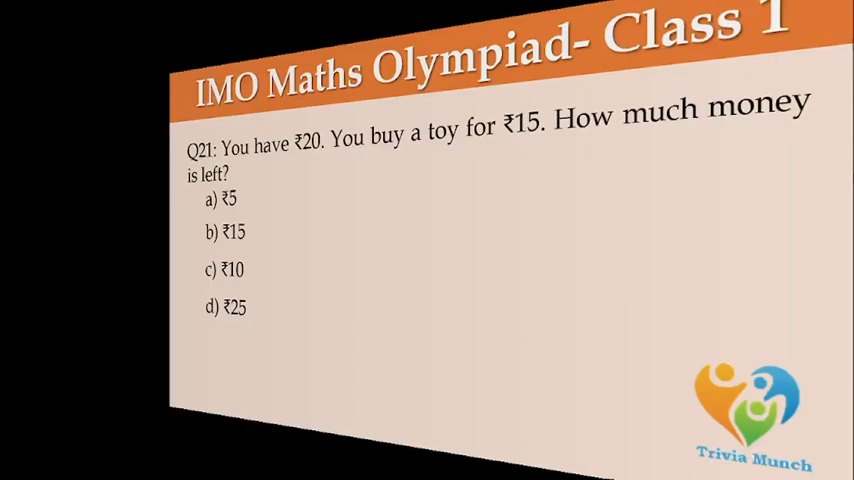 IMO Maths Olympiad- Class 1
Q21: You have ₹20. You buy a toy for ₹15. How much money
is left?
a) ₹5
b) ₹15
c) ₹10
d) ₹25
Trivia Munch